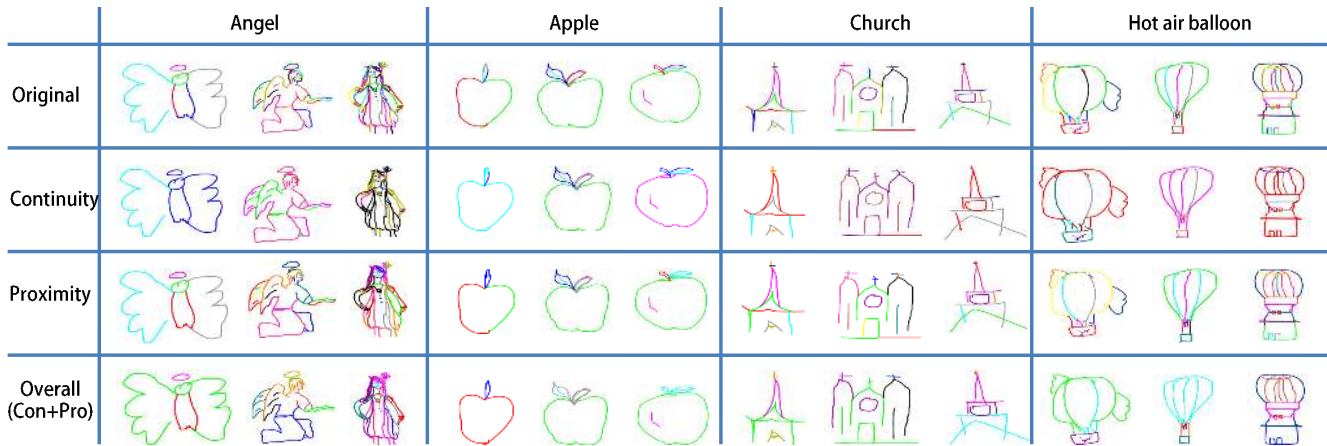 Angel Apple Church Hot air balloon
Original
Continuity
Proximity
Overall
(Con+Pro)